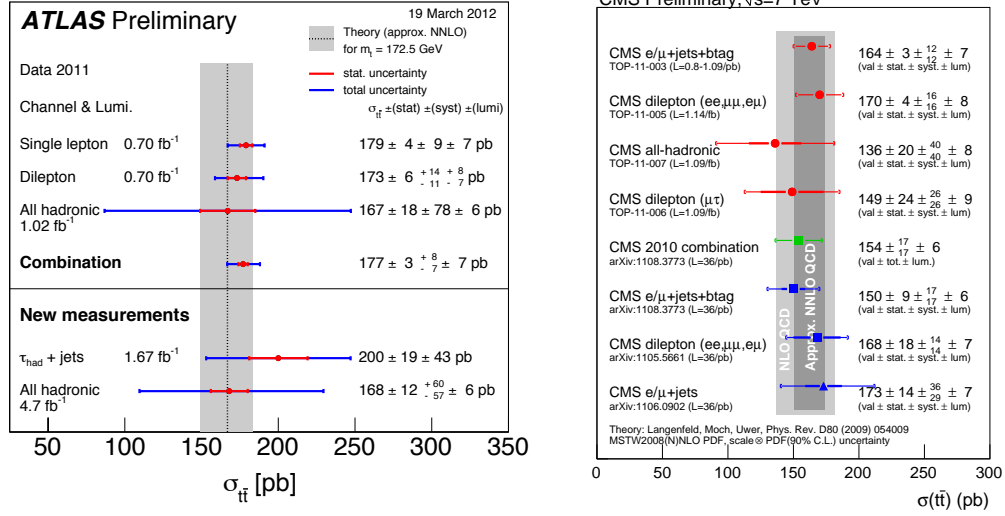 ATLAS Preliminary
19 March 2012
Theory (approx. NNLO)
for mt = 172.5 GeV
Data 2011
stat. uncertainty
total uncertainty
Channel & Lumi.
σtt̄ ±(stat) ±(syst) ±(lumi)
Single lepton 0.70 fb-1 179 ± 4 ± 9 ± 7 pb
Dilepton 0.70 fb-1 173 ± 6 +14 -11 +8 -7 pb
All hadronic 167 ± 18 ± 78 ± 6 pb
1.02 fb-1
Combination 177 ± 3 +8 -7 ± 7 pb
New measurements
τhad + jets 1.67 fb-1 200 ± 19 ± 43 pb
All hadronic 168 ± 12 +60 -57 ± 6 pb
4.7 fb-1
50 100 150 200 250 300 350
σtt̄ [pb]
CMS Preliminary, √s=7 TeV
CMS e/μ+jets+btag 164 ± 3 ± 12 12 ± 7
TOP-11-003 (L=0.8-1.09/pb) (val ± stat. ± syst. ± lum)
CMS dilepton (ee,μμ,eμ) 170 ± 4 ± 16 16 ± 8
TOP-11-005 (L=1.14/fb) (val ± stat. ± syst. ± lum)
CMS all-hadronic 136 ± 20 ± 40 40 ± 8
TOP-11-007 (L=1.09/fb) (val ± stat. ± syst. ± lum)
CMS dilepton (μτ) 149 ± 24 ± 26 26 ± 9
TOP-11-006 (L=1.09/fb) (val ± stat. ± syst. ± lum)
CMS 2010 combination 154 ± 17 17 ± 6
arXiv:1108.3773 (L=36/pb) (val ± tot. ± lum.)
CMS e/μ+jets+btag 150 ± 9 ± 17 17 ± 6
arXiv:1108.3773 (L=36/pb) (val ± stat. ± syst. ± lum)
CMS dilepton (ee,μμ,eμ) 168 ± 18 ± 14 14 ± 7
arXiv:1105.5661 (L=36/pb) (val ± stat. ± syst. ± lum)
CMS e/μ+jets 173 ± 14 ± 36 29 ± 7
arXiv:1106.0902 (L=36/pb) (val ± stat. ± syst. ± lum)
NLO QCD
Approx. NNLO QCD
Theory: Langenfeld, Moch, Uwer, Phys. Rev. D80 (2009) 054009
MSTW2008(N)NLO PDF, scale ⊗ PDF(90% C.L.) uncertainty
0 50 100 150 200 250 300
σ(tt̄) (pb)